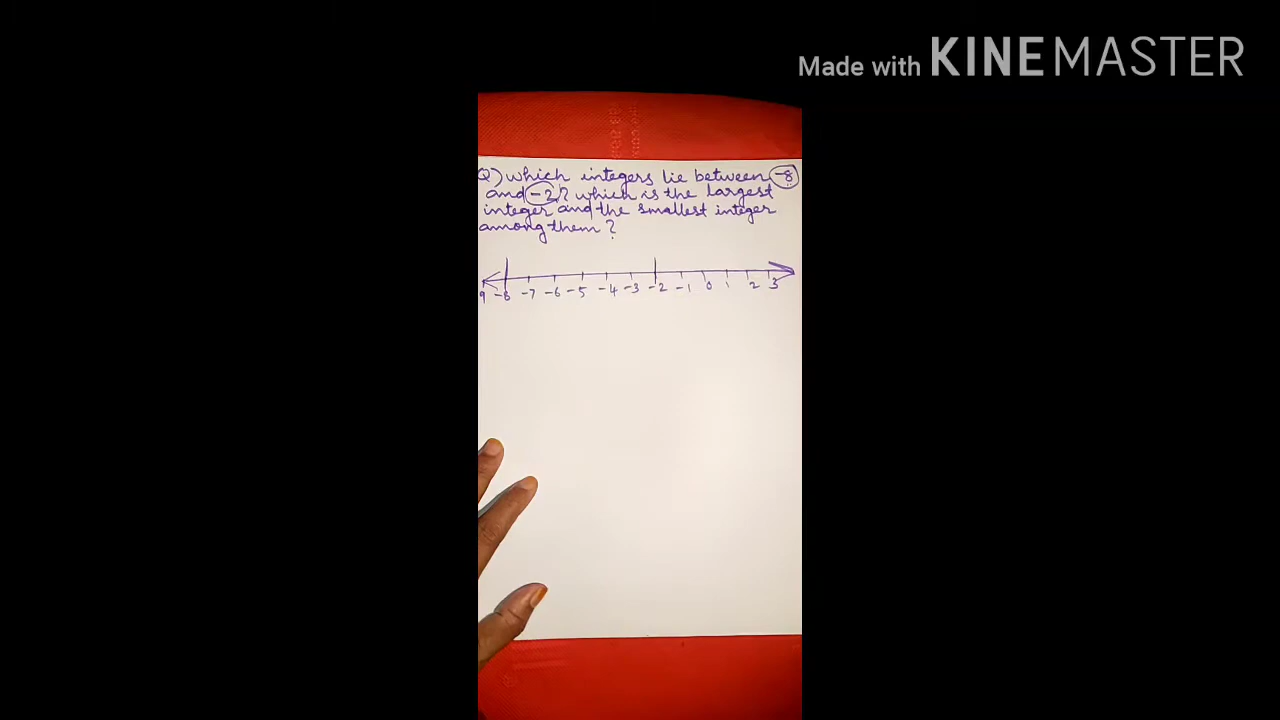 Made with KINEMASTER
Q) which integers lie between -8
and -2? which is the largest
integer and the smallest integer
among them?
9 -8 -7 -6 -5 -4 -3 -2 -1 0 1 2 3